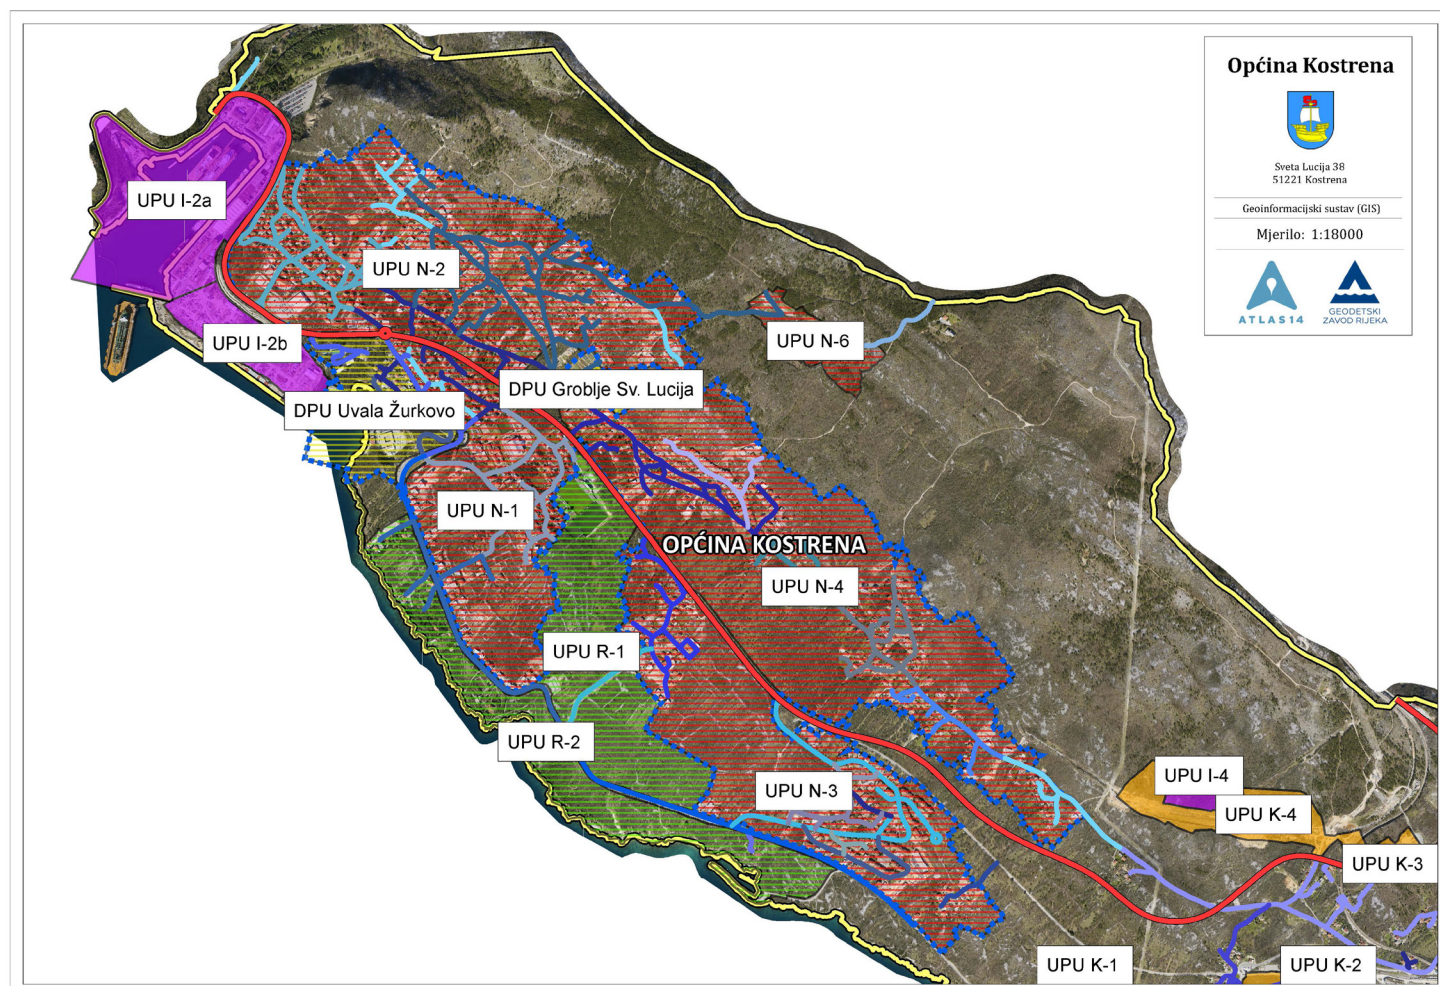 Općina Kostrena
Sveta Lucija 38
51221 Kostrena
Geoinformacijski sustav (GIS)
Mjerilo: 1:18000
ATLAS14
GEODETSKI
ZAVOD RIJEKA
UPU I-2a
UPU N-2
UPU I-2b
UPU N-6
DPU Groblje Sv. Lucija
DPU Uvala Žurkovo
UPU N-1
OPĆINA KOSTRENA
UPU N-4
UPU R-1
UPU R-2
UPU I-4
UPU N-3
UPU K-4
UPU K-3
UPU K-1
UPU K-2